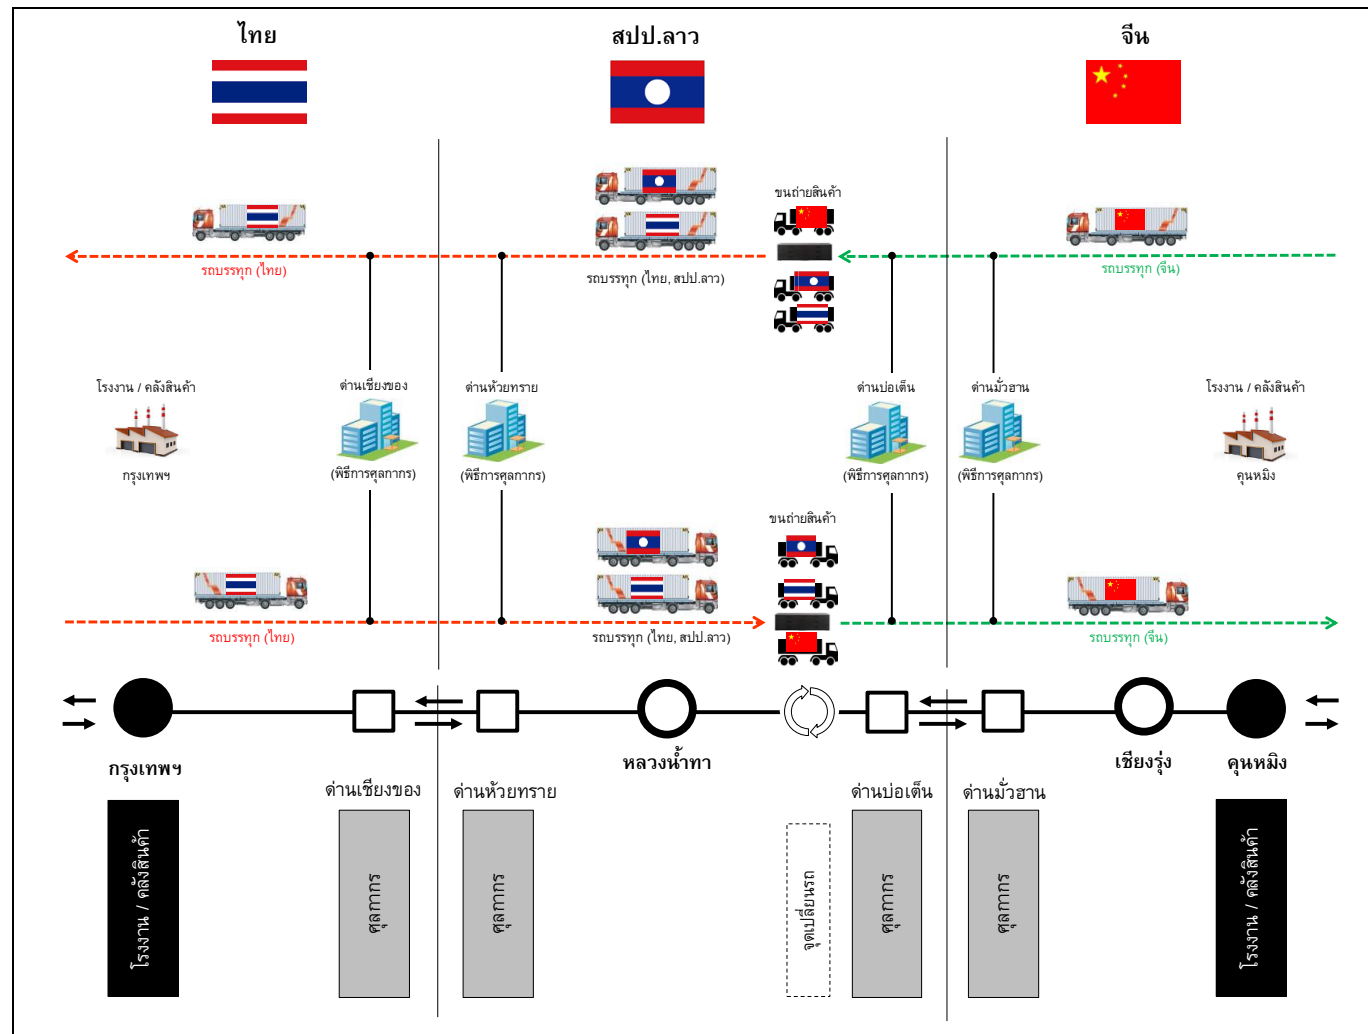 ไทย
สปป.ลาว
จีน
ขนถ่ายสินค้า
รถบรรทุก (ไทย)
รถบรรทุก (ไทย, สปป.ลาว)
รถบรรทุก (จีน)
โรงงาน / คลังสินค้า
ด่านเชียงของ
ด่านห้วยทราย
ด่านบ่อเต็น
ด่านมั่วฮาน
โรงงาน / คลังสินค้า
กรุงเทพฯ
(พิธีการศุลกากร)
(พิธีการศุลกากร)
(พิธีการศุลกากร)
(พิธีการศุลกากร)
คุนหมิง
ขนถ่ายสินค้า
รถบรรทุก (ไทย)
รถบรรทุก (ไทย, สปป.ลาว)
รถบรรทุก (จีน)
กรุงเทพฯ
หลวงน้ำทา
เชียงรุ่ง
คุนหมิง
ด่านเชียงของ
ด่านห้วยทราย
ด่านบ่อเต็น
ด่านมั่วฮาน
โรงงาน / คลังสินค้า
ศุลกากร
ศุลกากร
จุดเปลี่ยนรถ
ศุลกากร
ศุลกากร
โรงงาน / คลังสินค้า